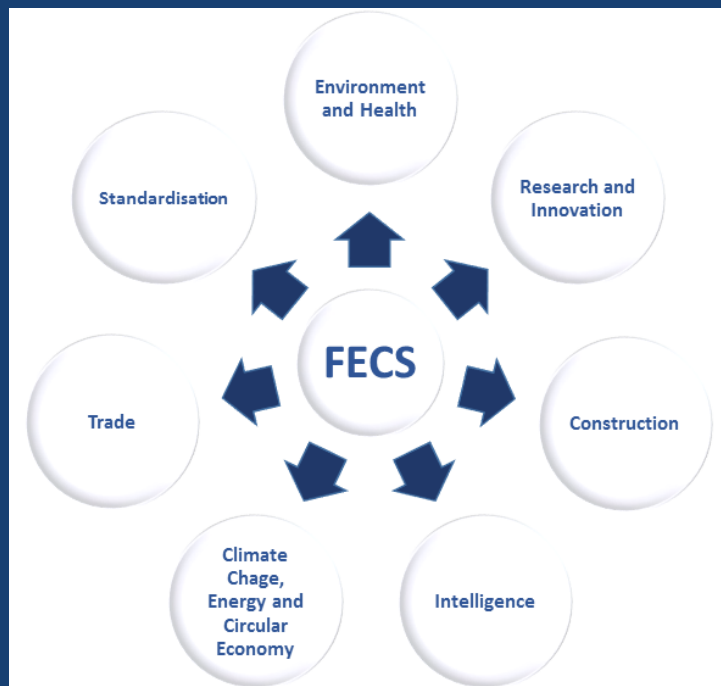 Environment
and Health
Standardisation
Research and
Innovation
FECS
Trade
Construction
Climate
Chage,
Energy and
Circular
Economy
Intelligence